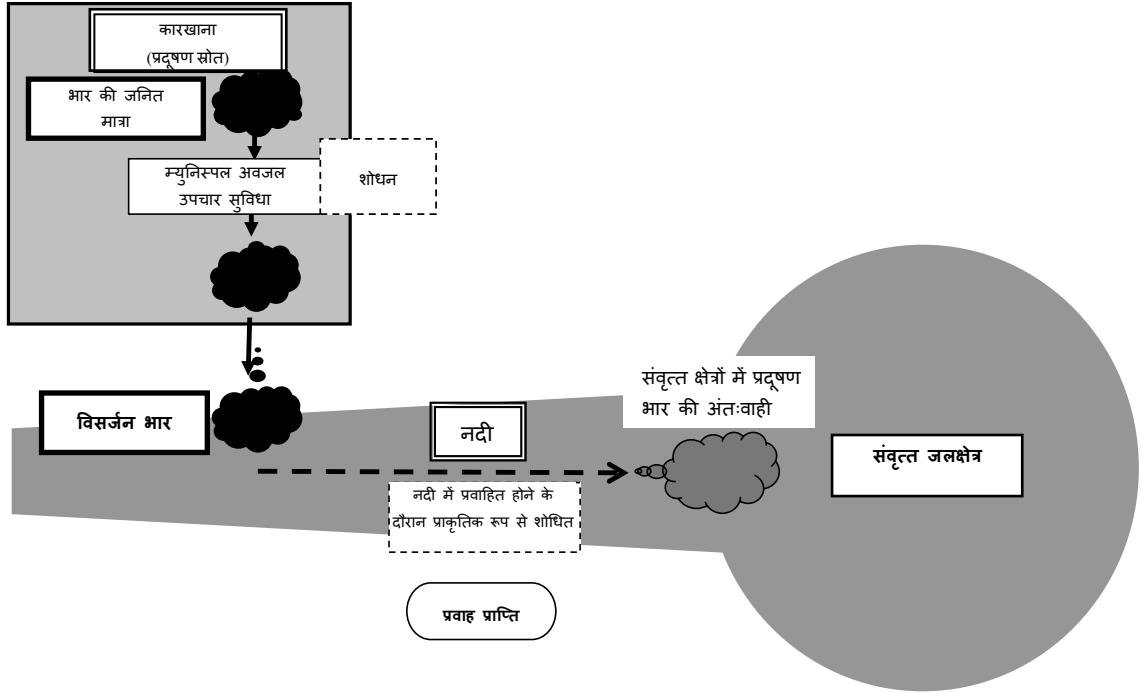 कारखाना
(प्रदूषण स्रोत)
भार की जनित
मात्रा
म्युनिस्पल अवजल
उपचार सुविधा
शोधन
संवृत्त क्षेत्रों में प्रदूषण
भार की अंतःवाही
विसर्जन भार
नदी
संवृत्त जलक्षेत्र
नदी में प्रवाहित होने के
दौरान प्राकृतिक रूप से शोधित
प्रवाह प्राप्ति